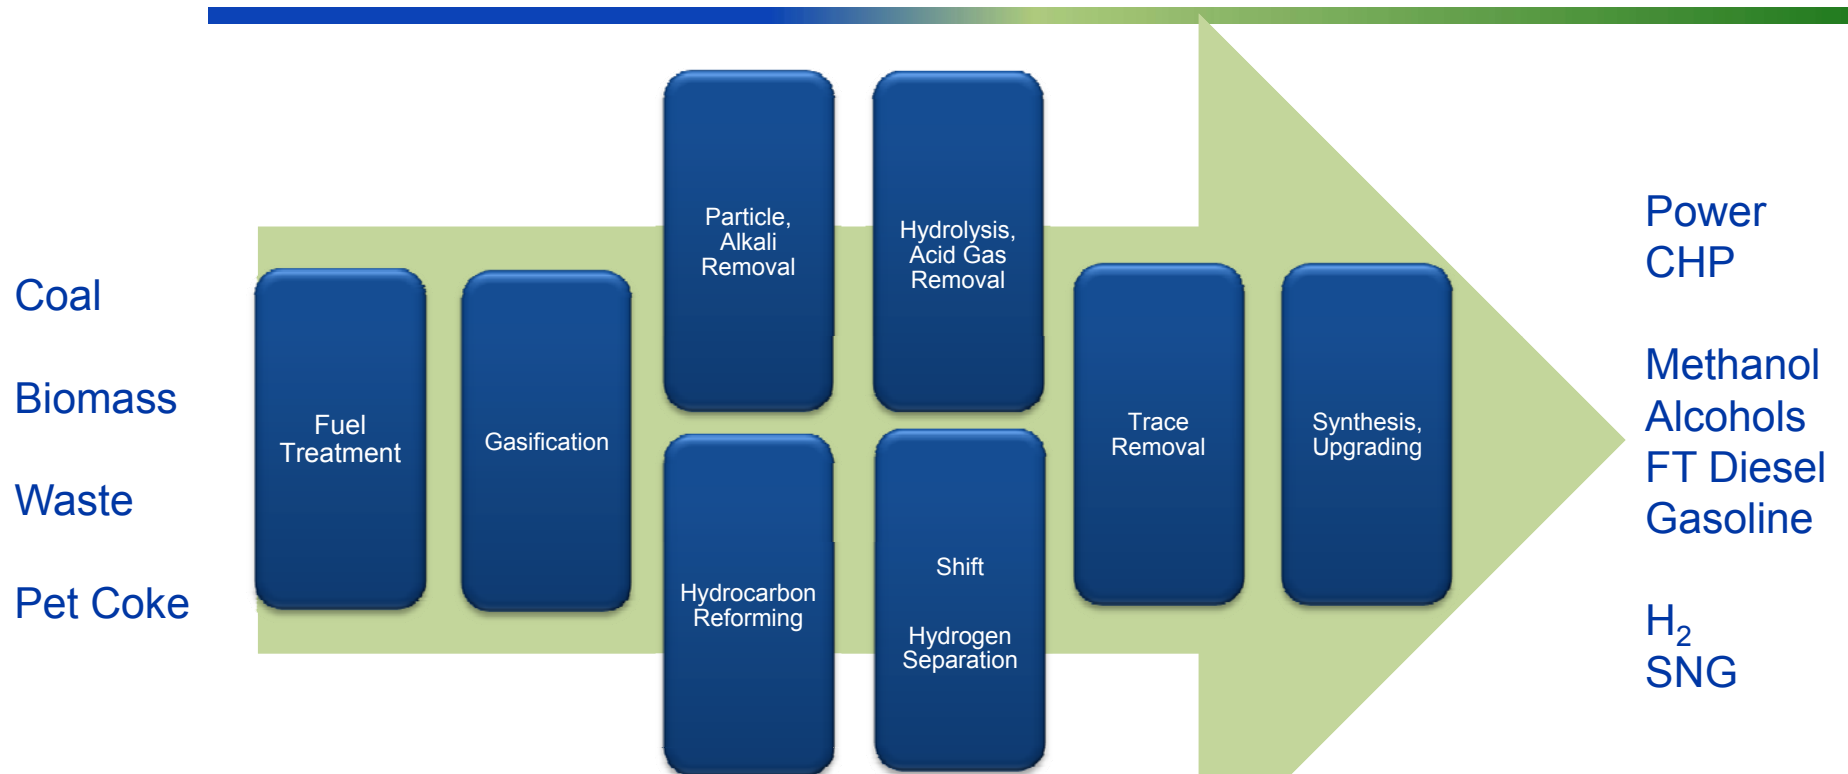 Coal
Biomass
Waste
Pet Coke
Fuel
Treatment
Gasification
Particle,
Alkali
Removal
Hydrocarbon
Reforming
Hydrolysis,
Acid Gas
Removal
Shift
Hydrogen
Separation
Trace
Removal
Synthesis,
Upgrading
Power
CHP
Methanol
Alcohols
FT Diesel
Gasoline
H₂
SNG